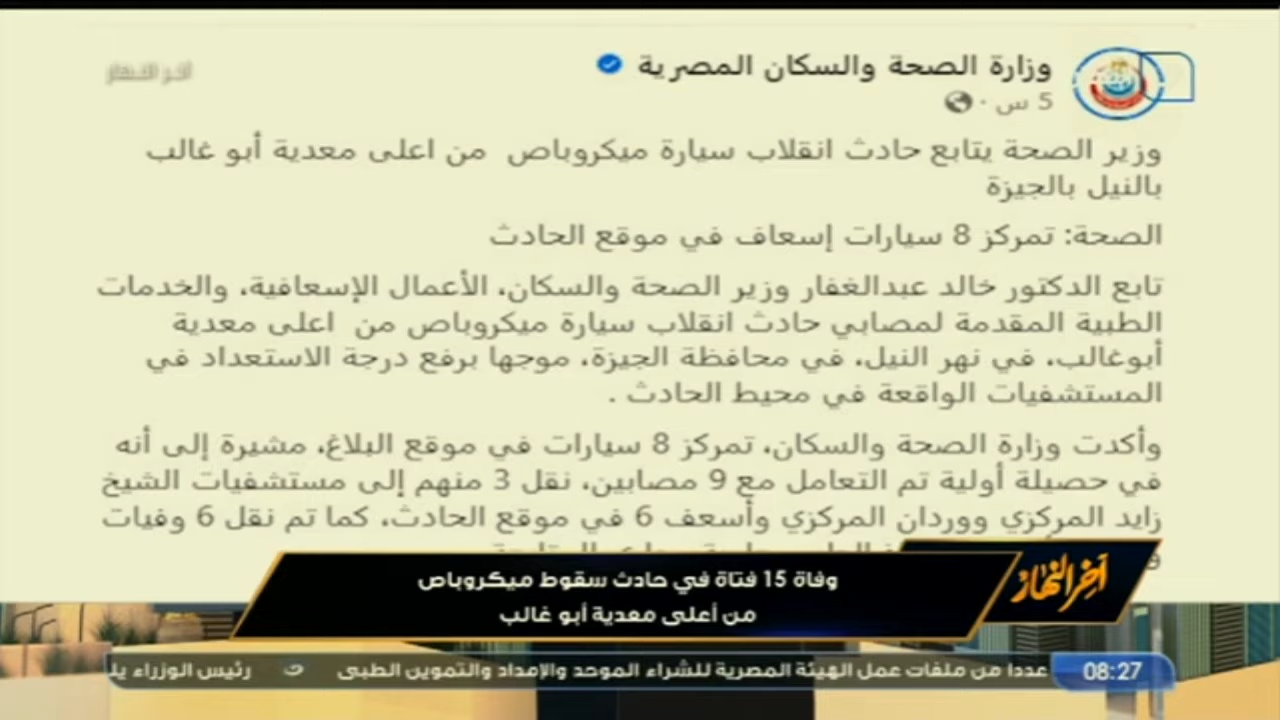 آخر النهار
وزارة الصحة والسكان المصرية
5 س ·
وزير الصحة يتابع حادث انقلاب سيارة ميكروباص من اعلى معدية أبو غالب
بالنيل بالجيزة
الصحة: تمركز 8 سيارات إسعاف في موقع الحادث
تابع الدكتور خالد عبدالغفار وزير الصحة والسكان، الأعمال الإسعافية، والخدمات
الطبية المقدمة لمصابي حادث انقلاب سيارة ميكروباص من اعلى معدية
أبوغالب، في نهر النيل، في محافظة الجيزة، موجها برفع درجة الاستعداد في
المستشفيات الواقعة في محيط الحادث .
وأكدت وزارة الصحة والسكان، تمركز 8 سيارات في موقع البلاغ، مشيرة إلى أنه
في حصيلة أولية تم التعامل مع 9 مصابين، نقل 3 منهم إلى مستشفيات الشيخ
زايد المركزي ووردان المركزي وأسعف 6 في موقع الحادث، كما تم نقل 6 وفيات
آخر النهار
وفاة 15 فتاة في حادث سقوط ميكروباص
من أعلى معدية أبو غالب
08:27
عددا من ملفات عمل الهيئة المصرية للشراء الموحد والإمداد والتموين الطبى
رئيس الوزراء